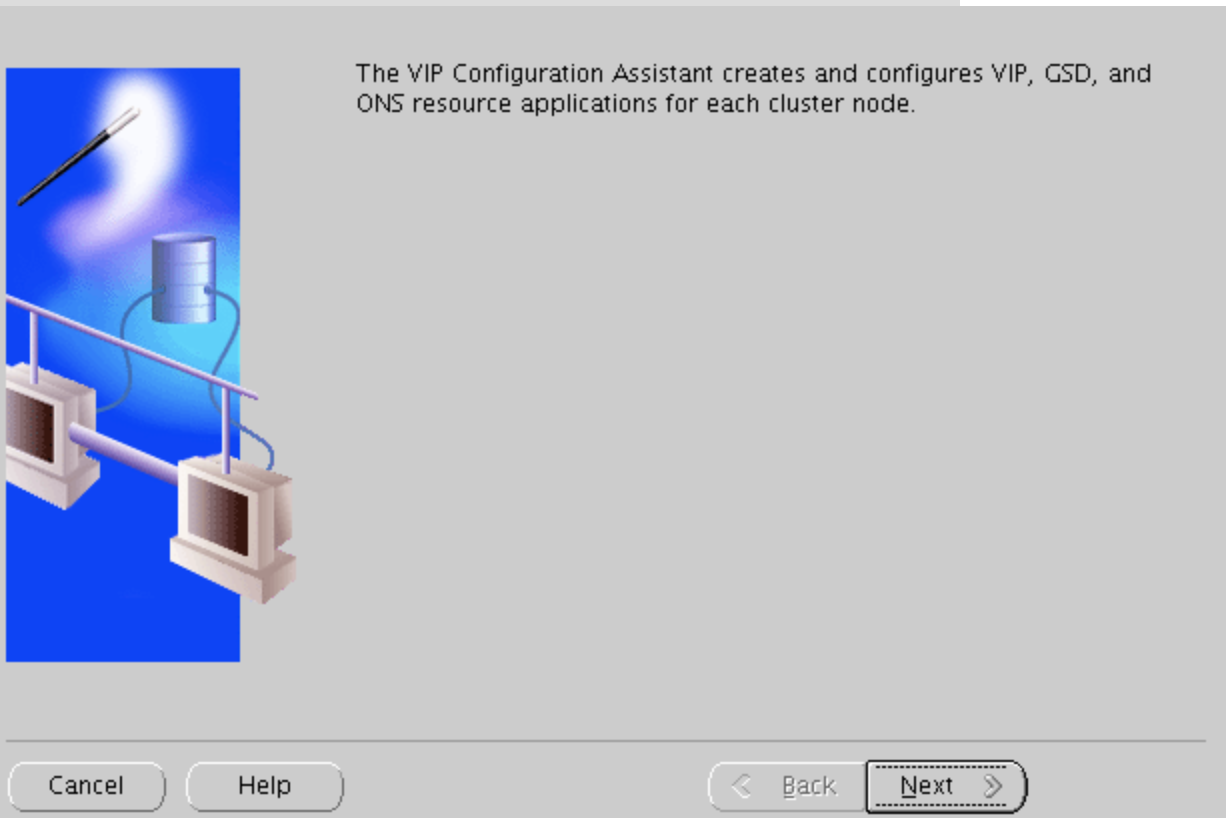 The VIP Configuration Assistant creates and configures VIP, GSD, and
ONS resource applications for each cluster node.
Cancel
Help
Back
Next